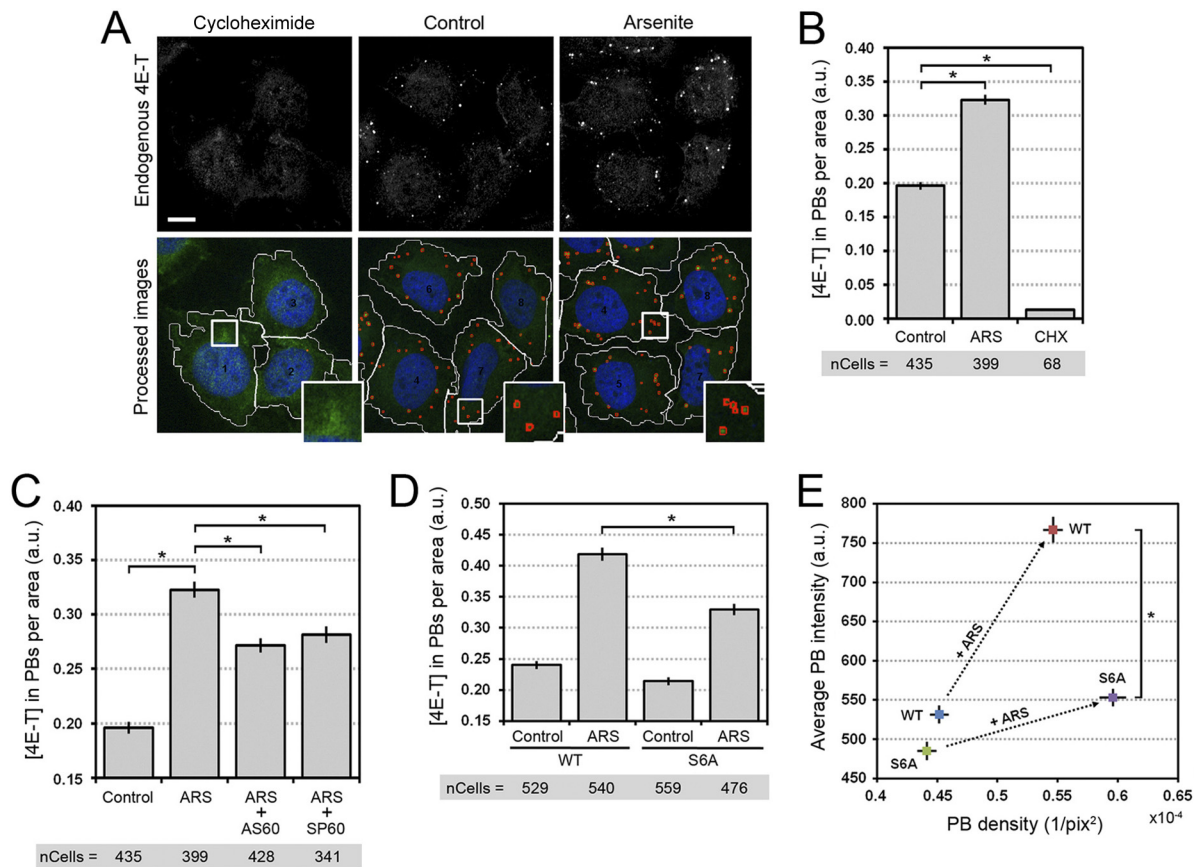 A
Cycloheximide Control Arsenite
Endogenous 4E-T
Processed images
1 2 3
4 6 7 8
4 5 7 8
B
[4E-T] in PBs per area (a.u.)
0.40
0.35
0.30
0.25
0.20
0.15
0.10
0.05
0.00
* *
Control ARS CHX
nCells = 435 399 68
C
[4E-T] in PBs per area (a.u.)
0.40
0.35
0.30
0.25
0.20
0.15
* * *
Control ARS ARS + AS60 ARS + SP60
nCells = 435 399 428 341
D
[4E-T] in PBs per area (a.u.)
0.50
0.45
0.40
0.35
0.30
0.25
0.20
0.15
*
Control ARS Control ARS
WT S6A
nCells = 529 540 559 476
E
Average PB intensity (a.u.)
800
750
700
650
600
550
500
450
WT
+ ARS
*
S6A
WT
+ ARS
S6A
0.4 0.45 0.5 0.55 0.6
x10-4
PB density (1/pix²)